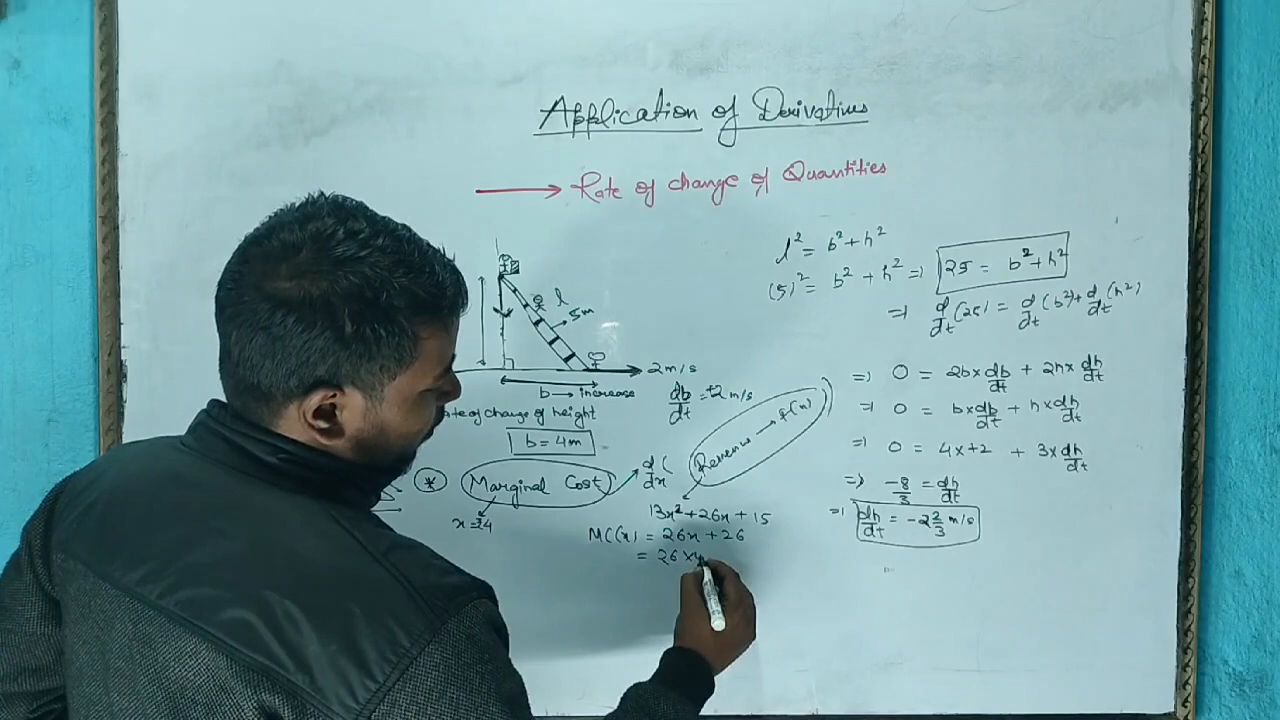 Application of Derivatives
Rate of change of Quantities
l
5m
2 m/s
b → increase
db/dt = +2 m/s
ate of change of height
b = 4m
* Marginal Cost
d/dx (
Revenue → f(x)
x = 4
13x² + 26x + 15
MC(x) = 26x + 26
= 26 × 4
l² = b² + h²
(5)² = b² + h² ⇒ 25 = b² + h²
⇒ d/dt (25) = d/dt (b²) + d/dt (h²)
⇒ 0 = 2b × db/dt + 2h × dh/dt
⇒ 0 = b × db/dt + h × dh/dt
⇒ 0 = 4 × +2 + 3 × dh/dt
⇒ -8/3 = dh/dt
⇒ dh/dt = -2 2/3 m/s